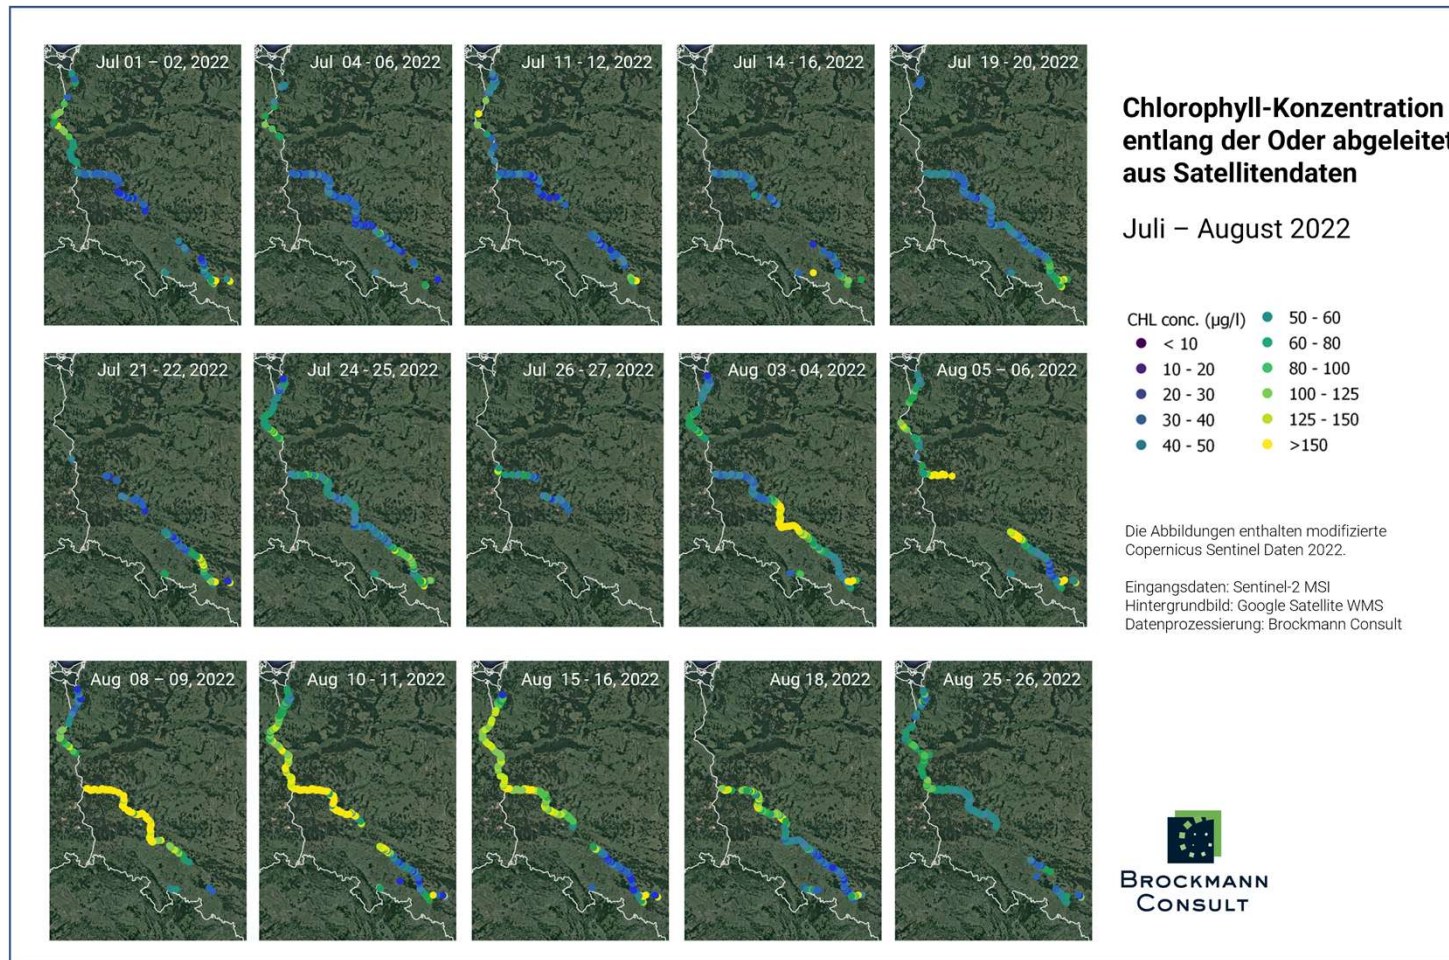 Jul 01 – 02, 2022
Jul 04 - 06, 2022
Jul 11 - 12, 2022
Jul 14 - 16, 2022
Jul 19 - 20, 2022
Chlorophyll-Konzentration
entlang der Oder abgeleitet
aus Satellitendaten
Juli – August 2022
CHL conc. (µg/l)
< 10
10 - 20
20 - 30
30 - 40
40 - 50
50 - 60
60 - 80
80 - 100
100 - 125
125 - 150
>150
Jul 21 - 22, 2022
Jul 24 - 25, 2022
Jul 26 - 27, 2022
Aug 03 - 04, 2022
Aug 05 – 06, 2022
Die Abbildungen enthalten modifizierte
Copernicus Sentinel Daten 2022.
Eingangsdaten: Sentinel-2 MSI
Hintergrundbild: Google Satellite WMS
Datenprozessierung: Brockmann Consult
Aug 08 – 09, 2022
Aug 10 - 11, 2022
Aug 15 - 16, 2022
Aug 18, 2022
Aug 25 - 26, 2022
BROCKMANN
CONSULT